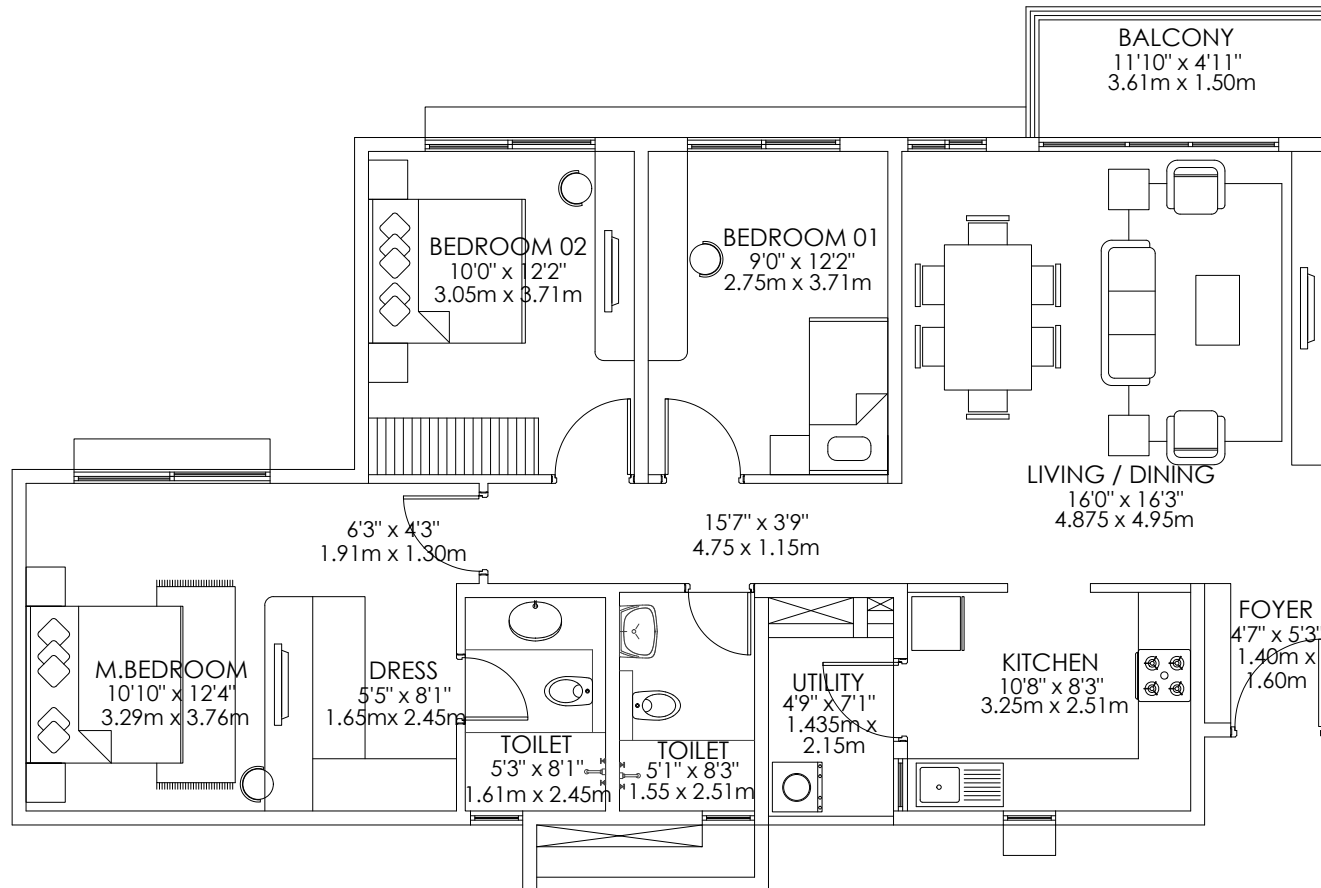 BALCONY
11'10" x 4'11"
3.61m x 1.50m
BEDROOM 02
10'0" x 12'2"
3.05m x 3.71m
BEDROOM 01
9'0" x 12'2"
2.75m x 3.71m
LIVING / DINING
16'0" x 16'3"
4.875 x 4.95m
6'3" x 4'3"
1.91m x 1.30m
15'7" x 3'9"
4.75 x 1.15m
M.BEDROOM
10'10" x 12'4"
3.29m x 3.76m
DRESS
5'5" x 8'1"
1.65mx 2.45m
TOILET
5'3" x 8'1"
1.61m x 2.45m
TOILET
5'1" x 8'3"
1.55 x 2.51m
UTILITY
4'9" x 7'1"
1.435m x
2.15m
KITCHEN
10'8" x 8'3"
3.25m x 2.51m
FOYER
4'7" x 5'3"
1.40m x
1.60m